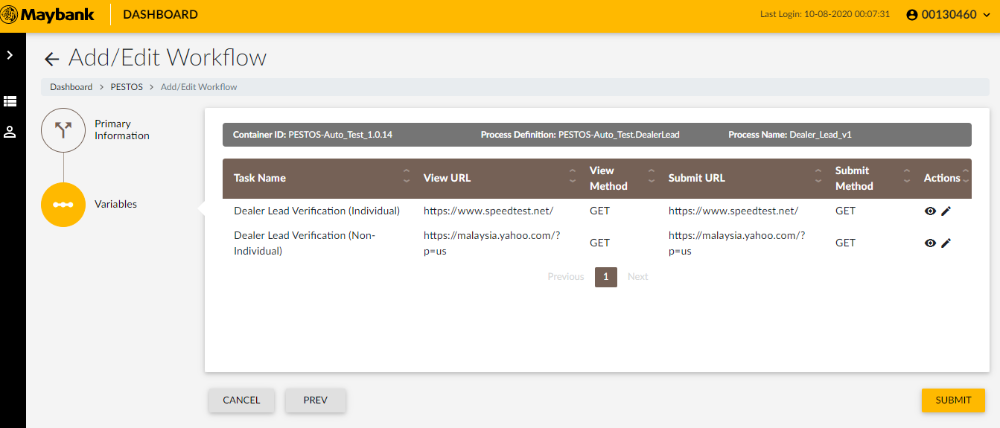 Maybank DASHBOARD Last Login: 10-08-2020 00:07:31 00130460
Add/Edit Workflow
Dashboard > PESTOS > Add/Edit Workflow
Primary
Information
Variables
Container ID: PESTOS-Auto_Test_1.0.14 Process Definition: PESTOS-Auto_Test.DealerLead Process Name: Dealer_Lead_v1
Task Name View URL View Method Submit URL Submit Method Actions
Dealer Lead Verification (Individual) https://www.speedtest.net/ GET https://www.speedtest.net/ GET
Dealer Lead Verification (Non-
Individual) https://malaysia.yahoo.com/?
p=us GET https://malaysia.yahoo.com/?
p=us GET
Previous 1 Next
CANCEL PREV SUBMIT